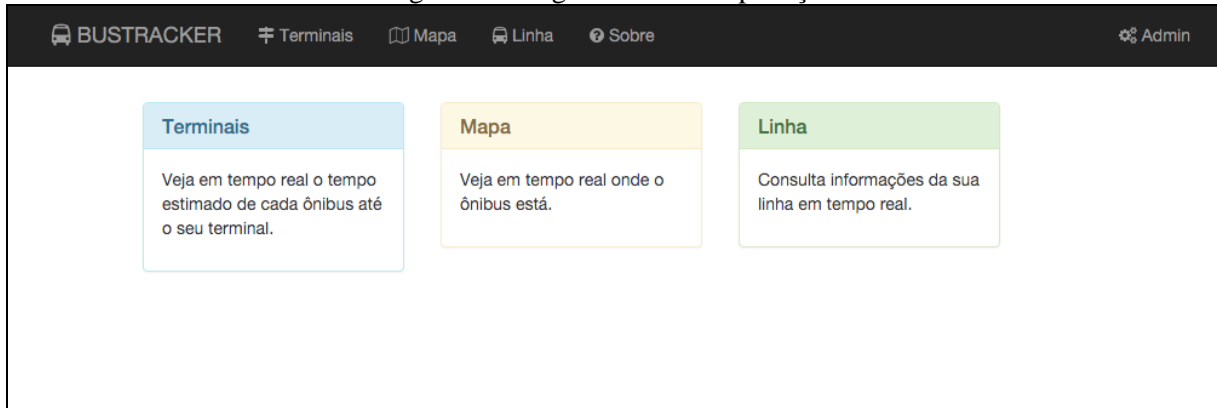 BUSTRACKER Terminais Mapa Linha Sobre Admin
Terminais
Veja em tempo real o tempo
estimado de cada ônibus até
o seu terminal.
Mapa
Veja em tempo real onde o
ônibus está.
Linha
Consulta informações da sua
linha em tempo real.